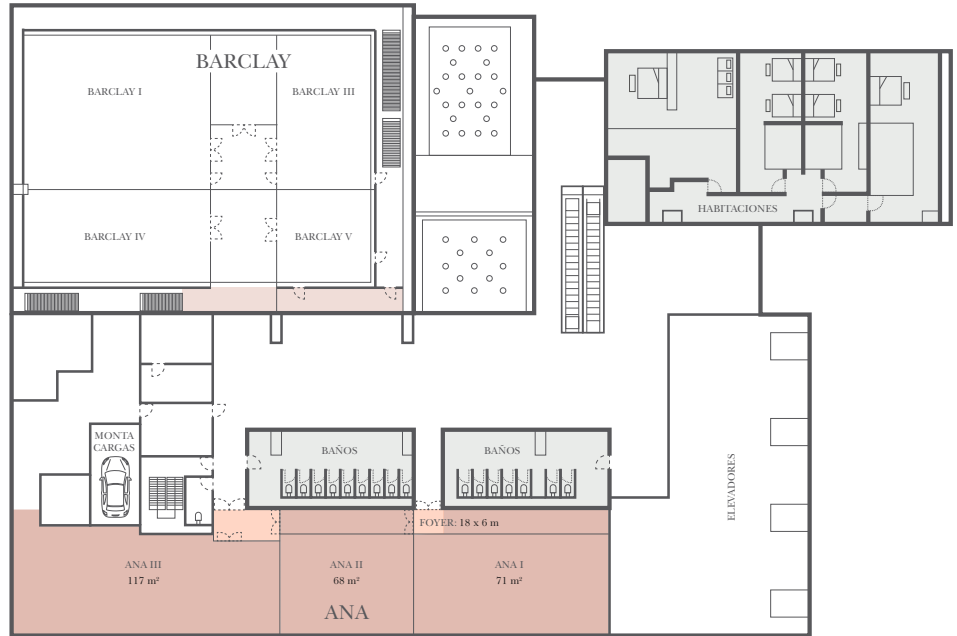 BARCLAY
BARCLAY I
BARCLAY III
BARCLAY IV
BARCLAY V
HABITACIONES
MONTA
CARGAS
BAÑOS
BAÑOS
ELEVADORES
FOYER: 18 x 6 m
ANA III
117 m²
ANA II
68 m²
ANA I
71 m²
ANA